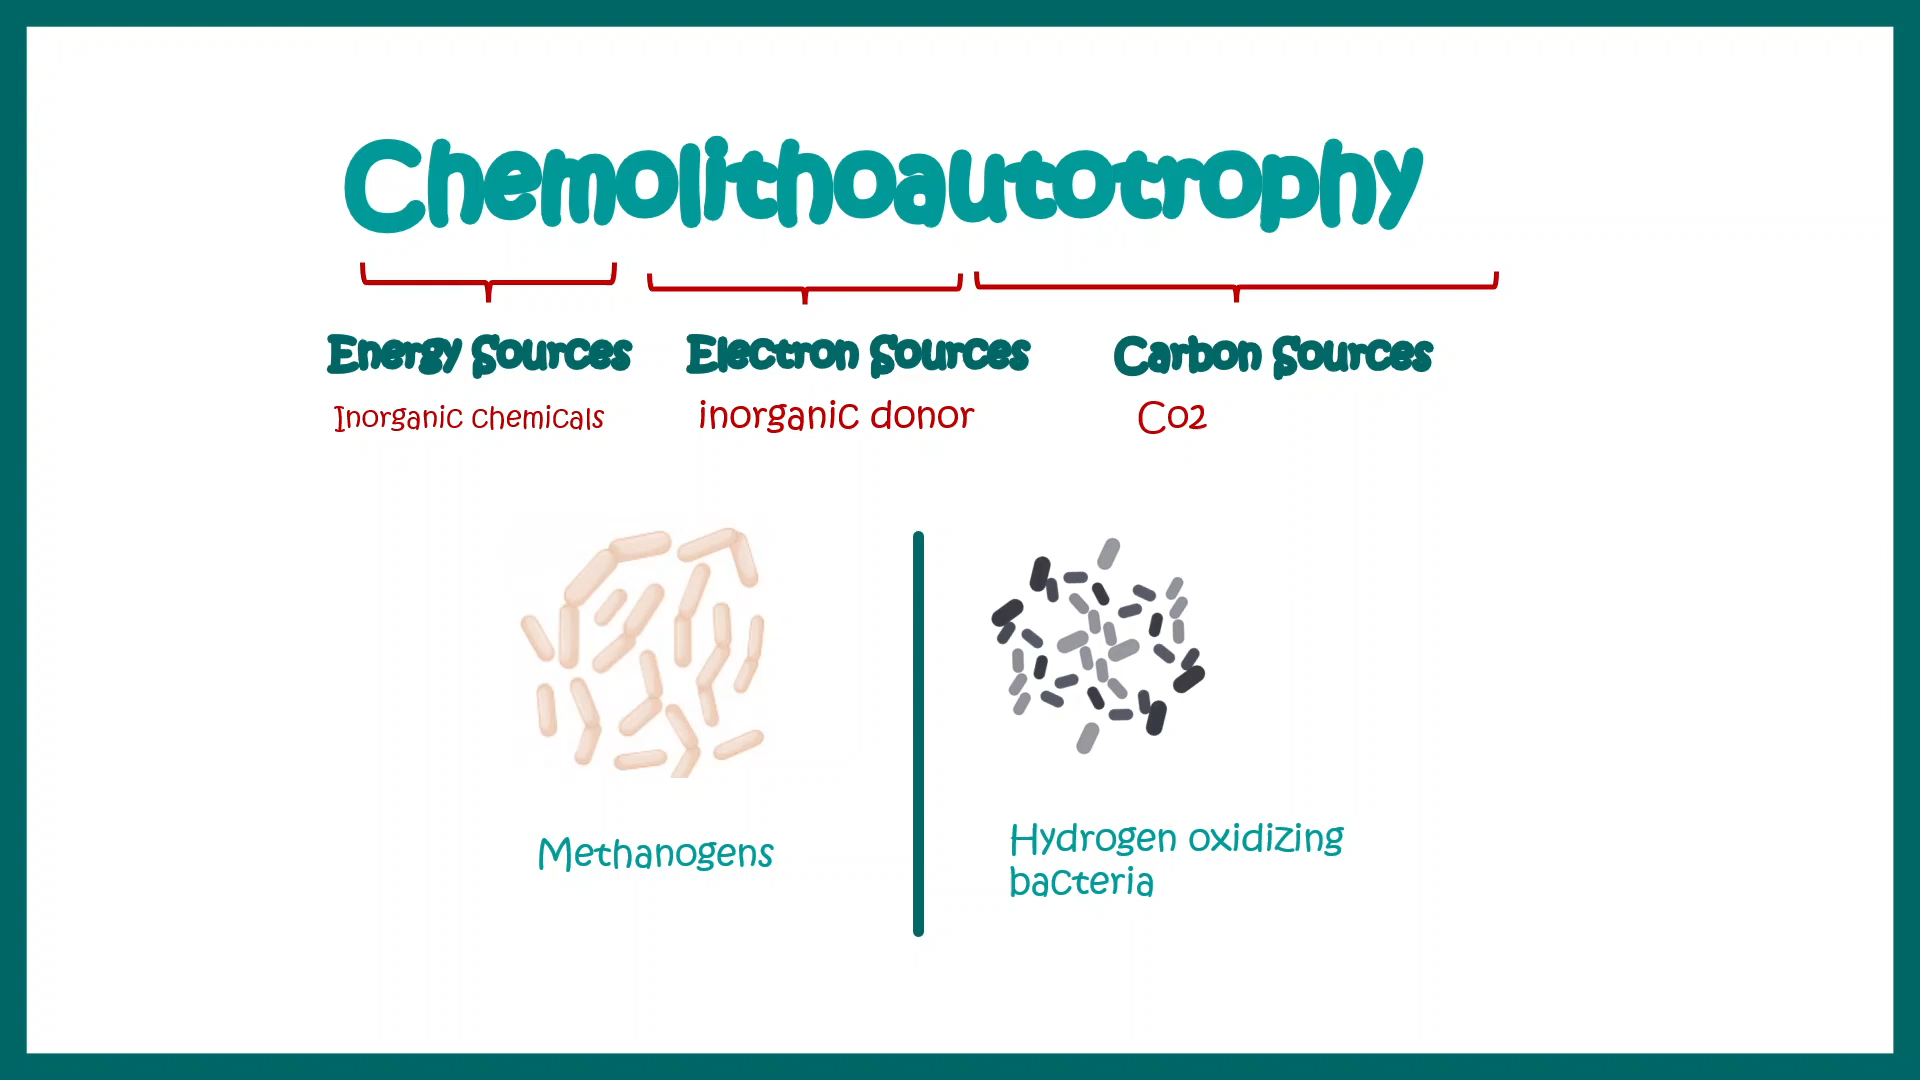 Chemolithoautotrophy
Energy Sources
Electron Sources
Carbon Sources
Inorganic chemicals
inorganic donor
Co2
Methanogens
Hydrogen oxidizing
bacteria